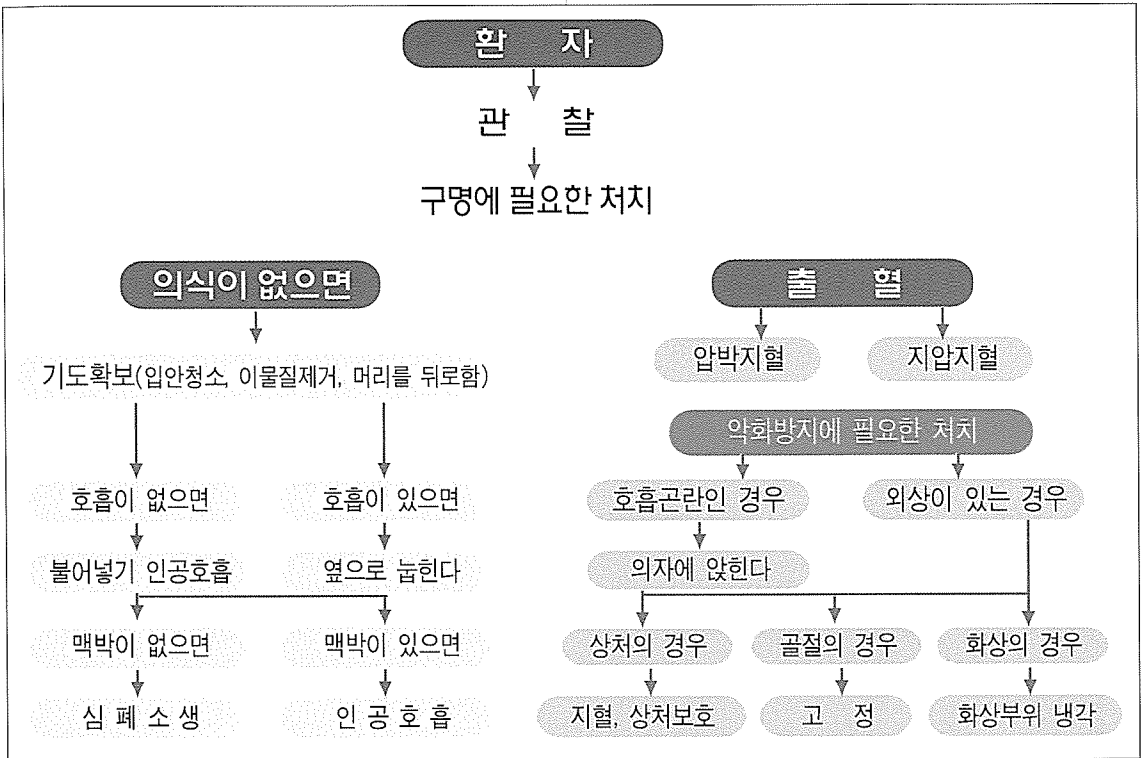 환 자
관 찰
구명에 필요한 처치
의식이 없으면
출 혈
압박지혈 지압지혈
기도확보(입안청소, 이물질제거, 머리를 뒤로함)
악화방지에 필요한 처치
호흡이 없으면 호흡이 있으면 호흡곤란인 경우 외상이 있는 경우
불어넣기 인공호흡 옆으로 눕힌다 의자에 앉힌다
맥박이 없으면 맥박이 있으면 상처의 경우 골절의 경우 화상의 경우
심 폐 소 생 인 공 호 흡 지혈, 상처보호 고 정 화상부위 냉각